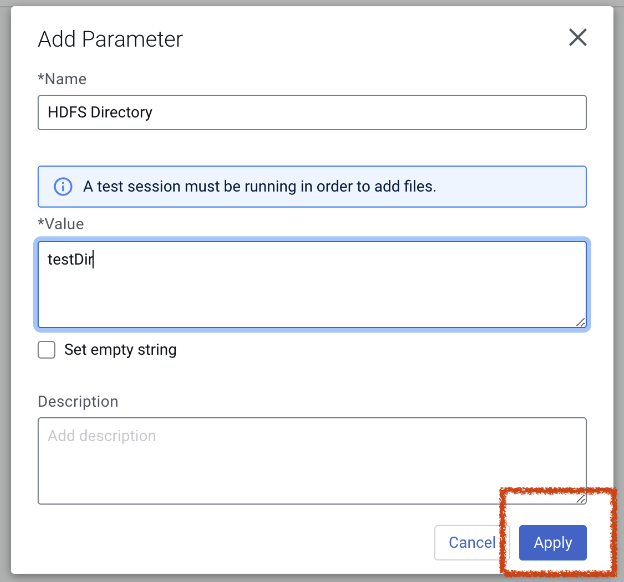 Add Parameter
*Name
HDFS Directory
A test session must be running in order to add files.
*Value
testDir
Set empty string
Description
Add description
Cancel
Apply